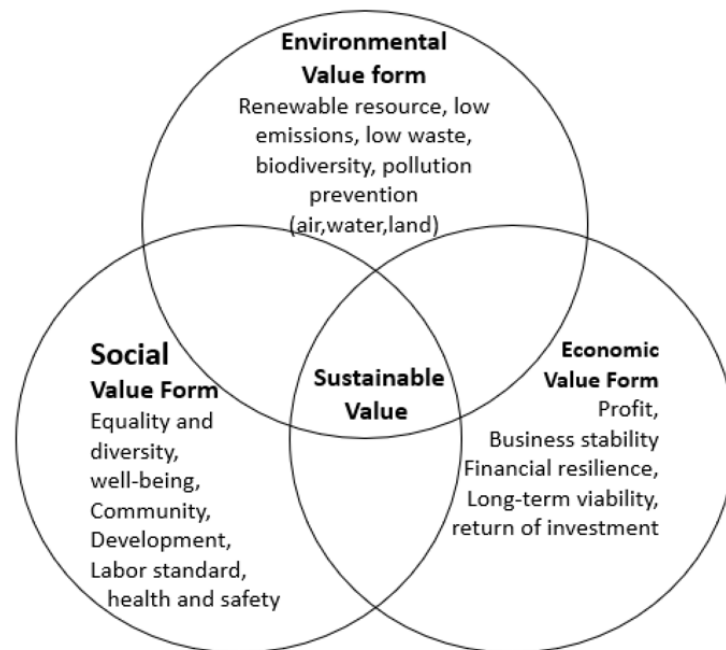 Environmental
Value form
Renewable resource, low
emissions, low waste,
biodiversity, pollution
prevention
(air,water,land)
Social
Value Form
Equality and
diversity,
well-being,
Community,
Development,
Labor standard,
health and safety
Sustainable
Value
Economic
Value Form
Profit,
Business stability
Financial resilience,
Long-term viability,
return of investment